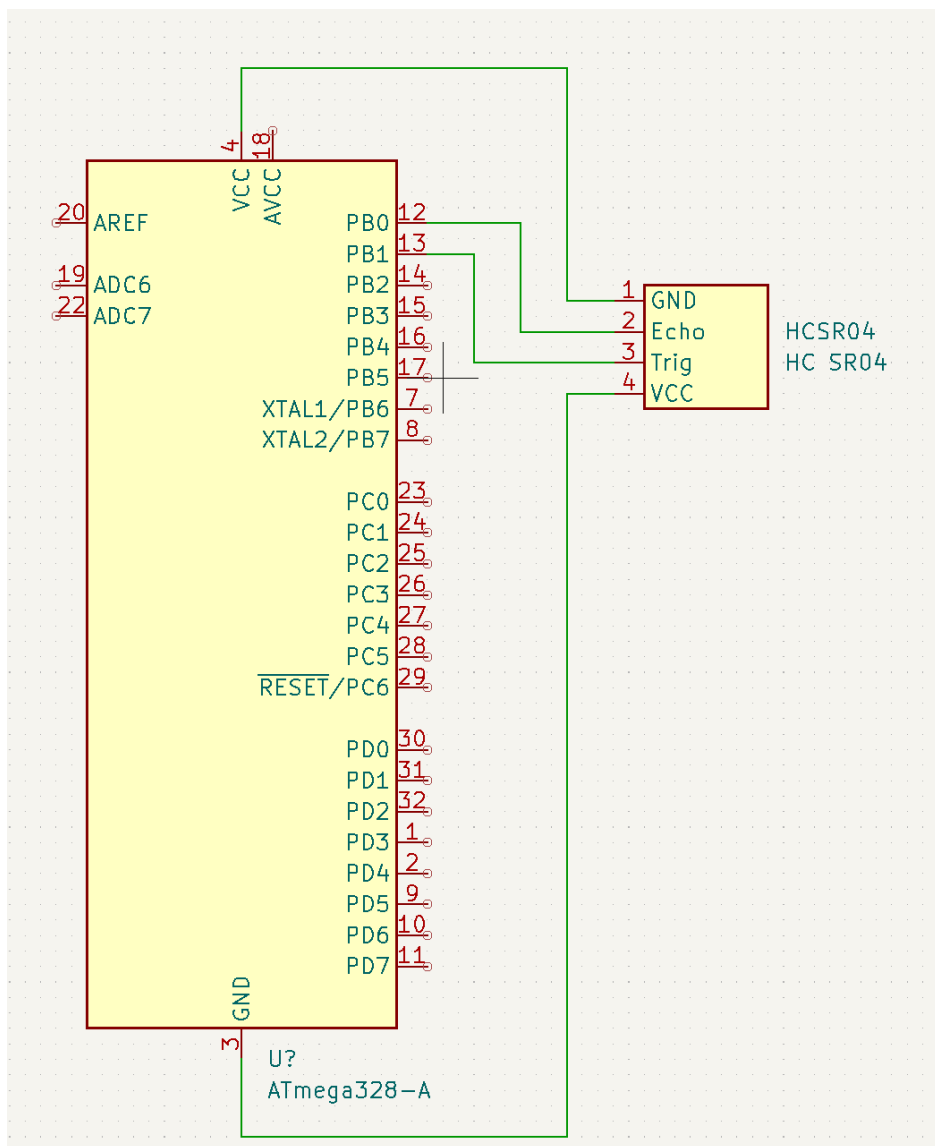 4
18
VCC
AVCC
20
AREF
19
ADC6
22
ADC7
PB0
12
PB1
13
PB2
14
PB3
15
PB4
16
PB5
17
XTAL1/PB6
7
XTAL2/PB7
8
PC0
23
PC1
24
PC2
25
PC3
26
PC4
27
PC5
28
RESET/PC6
29
PD0
30
PD1
31
PD2
32
PD3
1
PD4
2
PD5
9
PD6
10
PD7
11
GND
3
U?
ATmega328-A
1
GND
2
Echo
3
Trig
4
VCC
HCSR04
HC SR04